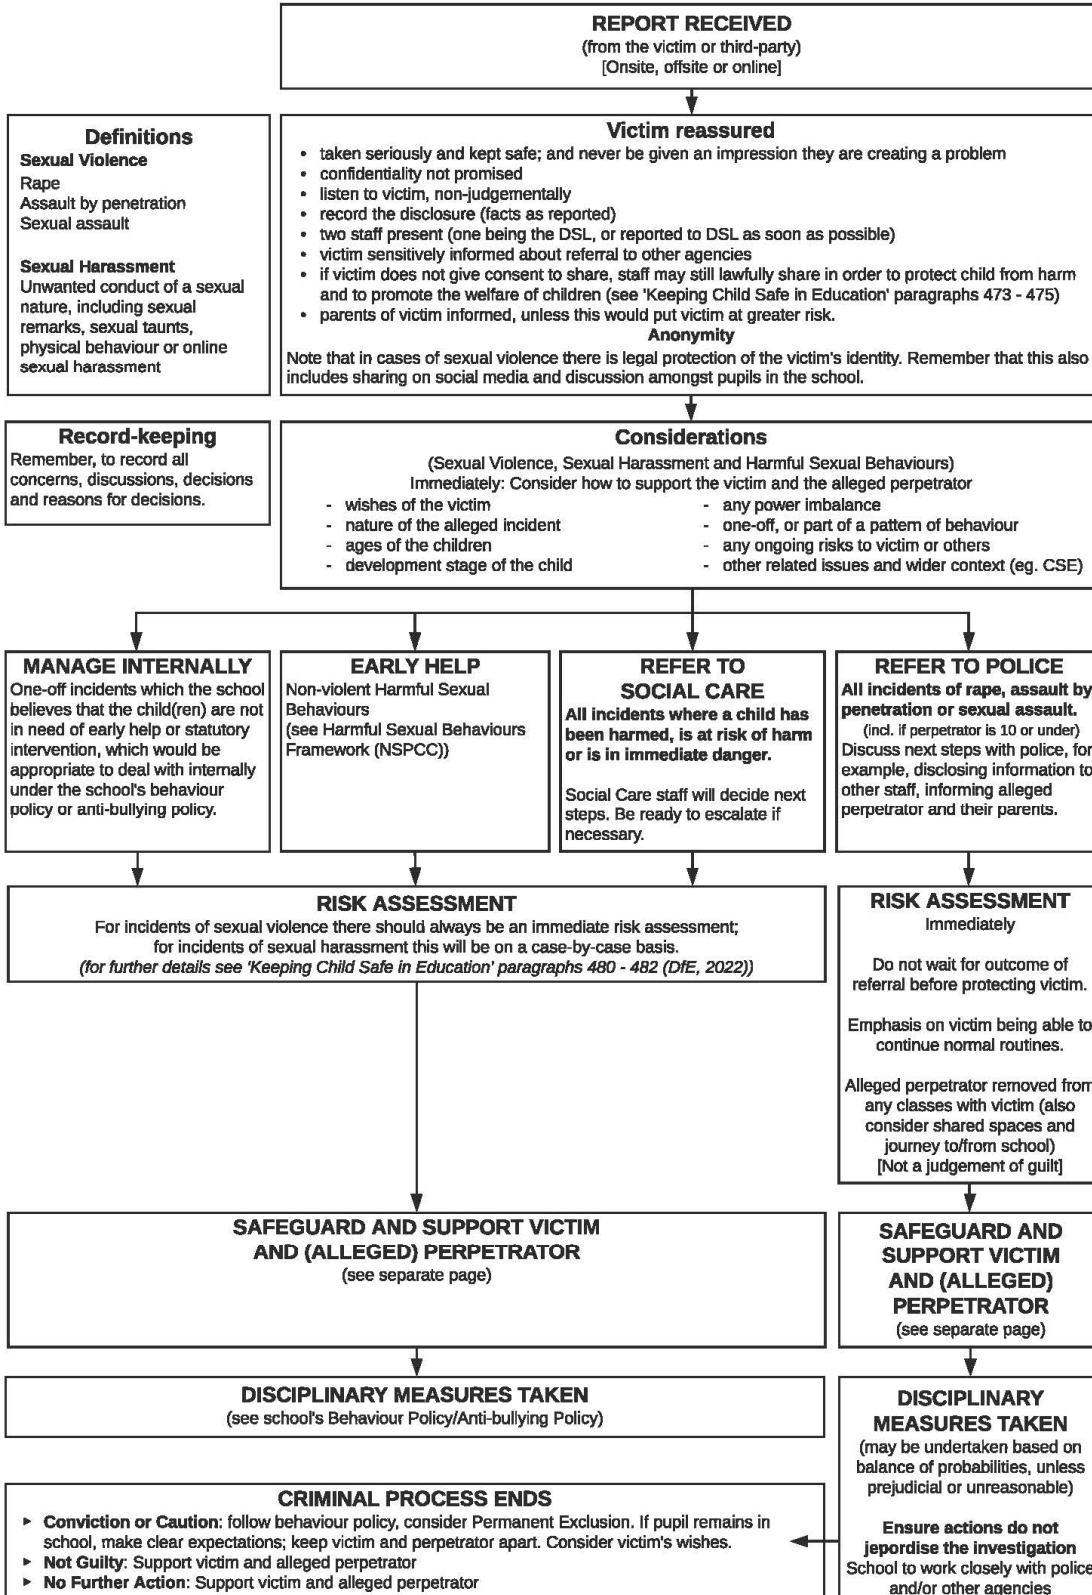 REPORT RECEIVED
(from the victim or third-party)
[Onsite, offsite or online]
Definitions
Sexual Violence
Rape
Assault by penetration
Sexual assault
Sexual Harassment
Unwanted conduct of a sexual
nature, including sexual
remarks, sexual taunts,
physical behaviour or online
sexual harassment
Victim reassured
• taken seriously and kept safe; and never be given an impression they are creating a problem
• confidentiality not promised
• listen to victim, non-judgementally
• record the disclosure (facts as reported)
• two staff present (one being the DSL, or reported to DSL as soon as possible)
• victim sensitively informed about referral to other agencies
• if victim does not give consent to share, staff may still lawfully share in order to protect child from harm
and to promote the welfare of children (see 'Keeping Child Safe in Education' paragraphs 473 - 475)
• parents of victim informed, unless this would put victim at greater risk.
Anonymity
Note that in cases of sexual violence there is legal protection of the victim's identity. Remember that this also
includes sharing on social media and discussion amongst pupils in the school.
Record-keeping
Remember, to record all
concerns, discussions, decisions
and reasons for decisions.
Considerations
(Sexual Violence, Sexual Harassment and Harmful Sexual Behaviours)
Immediately: Consider how to support the victim and the alleged perpetrator
- wishes of the victim
- nature of the alleged incident
- ages of the children
- development stage of the child
- any power imbalance
- one-off, or part of a pattern of behaviour
- any ongoing risks to victim or others
- other related issues and wider context (eg. CSE)
MANAGE INTERNALLY
One-off incidents which the school
believes that the child(ren) are not
in need of early help or statutory
intervention, which would be
appropriate to deal with internally
under the school's behaviour
policy or anti-bullying policy.
EARLY HELP
Non-violent Harmful Sexual
Behaviours
(see Harmful Sexual Behaviours
Framework (NSPCC))
REFER TO
SOCIAL CARE
All incidents where a child has
been harmed, is at risk of harm
or is in immediate danger.
Social Care staff will decide next
steps. Be ready to escalate if
necessary.
REFER TO POLICE
All incidents of rape, assault by
penetration or sexual assault.
(incl. if perpetrator is 10 or under)
Discuss next steps with police, for
example, disclosing information to
other staff, informing alleged
perpetrator and their parents.
RISK ASSESSMENT
For incidents of sexual violence there should always be an immediate risk assessment;
for incidents of sexual harassment this will be on a case-by-case basis.
(for further details see 'Keeping Child Safe in Education' paragraphs 480 - 482 (DfE, 2022))
RISK ASSESSMENT
Immediately
Do not wait for outcome of
referral before protecting victim.
Emphasis on victim being able to
continue normal routines.
Alleged perpetrator removed from
any classes with victim (also
consider shared spaces and
journey to/from school)
[Not a judgement of guilt]
SAFEGUARD AND SUPPORT VICTIM
AND (ALLEGED) PERPETRATOR
(see separate page)
SAFEGUARD AND
SUPPORT VICTIM
AND (ALLEGED)
PERPETRATOR
(see separate page)
DISCIPLINARY MEASURES TAKEN
(see school's Behaviour Policy/Anti-bullying Policy)
DISCIPLINARY
MEASURES TAKEN
(may be undertaken based on
balance of probabilities, unless
prejudicial or unreasonable)
Ensure actions do not
jepordise the investigation
School to work closely with police
and/or other agencies
CRIMINAL PROCESS ENDS
▸ Conviction or Caution: follow behaviour policy, consider Permanent Exclusion. If pupil remains in
school, make clear expectations; keep victim and perpetrator apart. Consider victim's wishes.
▸ Not Guilty: Support victim and alleged perpetrator
▸ No Further Action: Support victim and alleged perpetrator